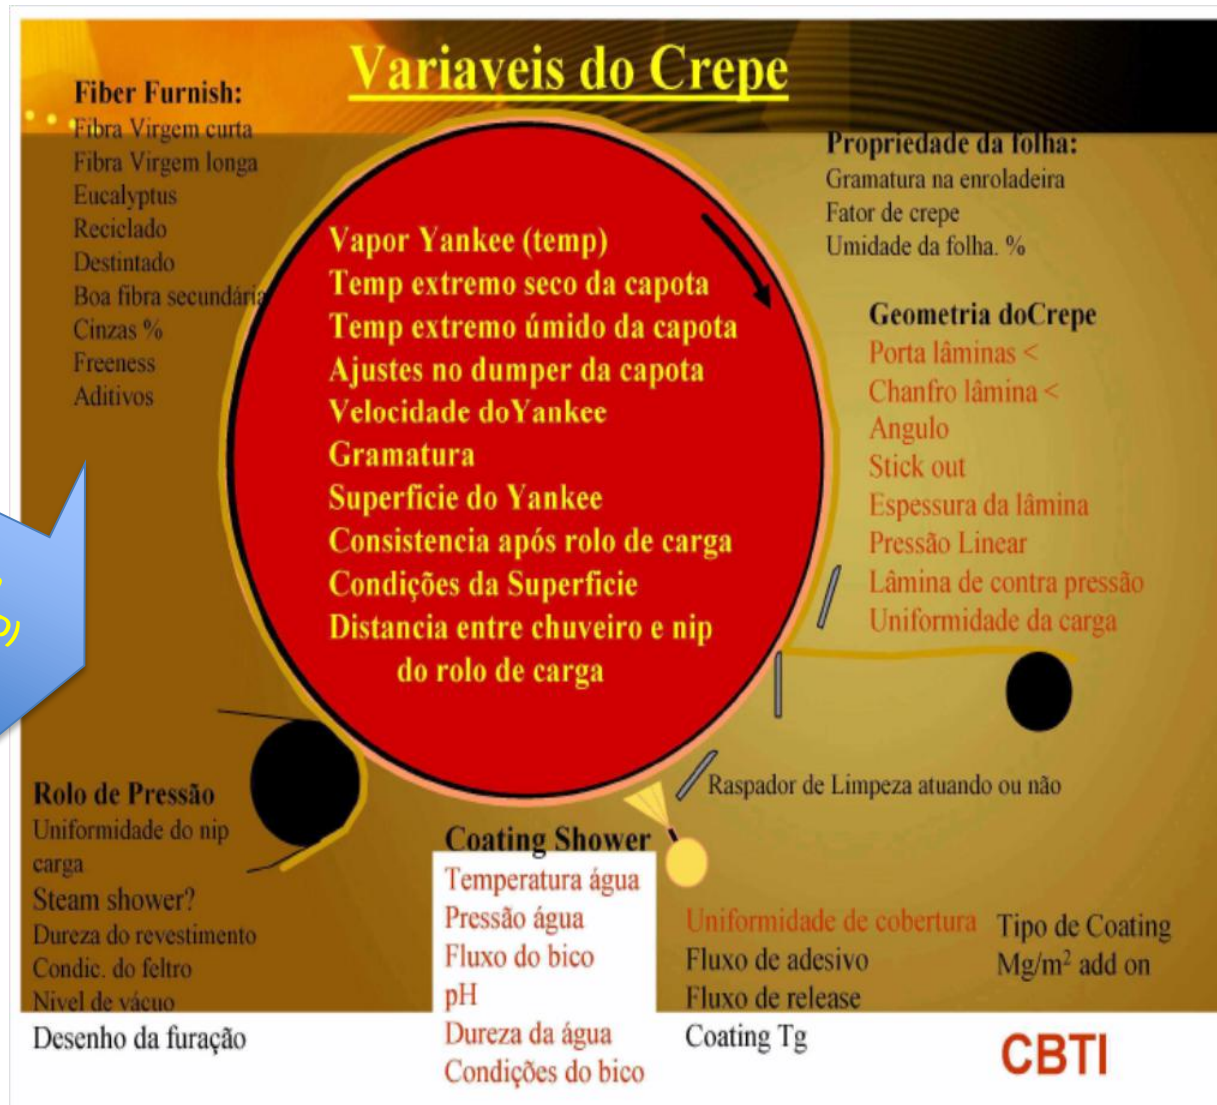 Variaveis do Crepe
Fiber Furnish:
Fibra Virgem curta
Fibra Virgem longa
Eucalyptus
Reciclado
Destintado
Boa fibra secundária
Cinzas %
Freeness
Aditivos
Vapor Yankee (temp)
Temp extremo seco da capota
Temp extremo úmido da capota
Ajustes no dumper da capota
Velocidade doYankee
Gramatura
Superficie do Yankee
Consistencia após rolo de carga
Condições da Superficie
Distancia entre chuveiro e nip
do rolo de carga
Propriedade da folha:
Gramatura na enroladeira
Fator de crepe
Umidade da folha. %
Geometria doCrepe
Porta lâminas <
Chanfro lâmina <
Angulo
Stick out
Espessura da lâmina
Pressão Linear
Lâmina de contra pressão
Uniformidade da carga
Raspador de Limpeza atuando ou não
Rolo de Pressão
Uniformidade do nip
carga
Steam shower?
Dureza do revestimento
Condic. do feltro
Nivel de vácuo
Desenho da furação
Coating Shower
Temperatura água
Pressão água
Fluxo do bico
pH
Dureza da água
Condições do bico
Uniformidade de cobertura
Fluxo de adesivo
Fluxo de release
Coating Tg
Tipo de Coating
Mg/m² add on
CBTI